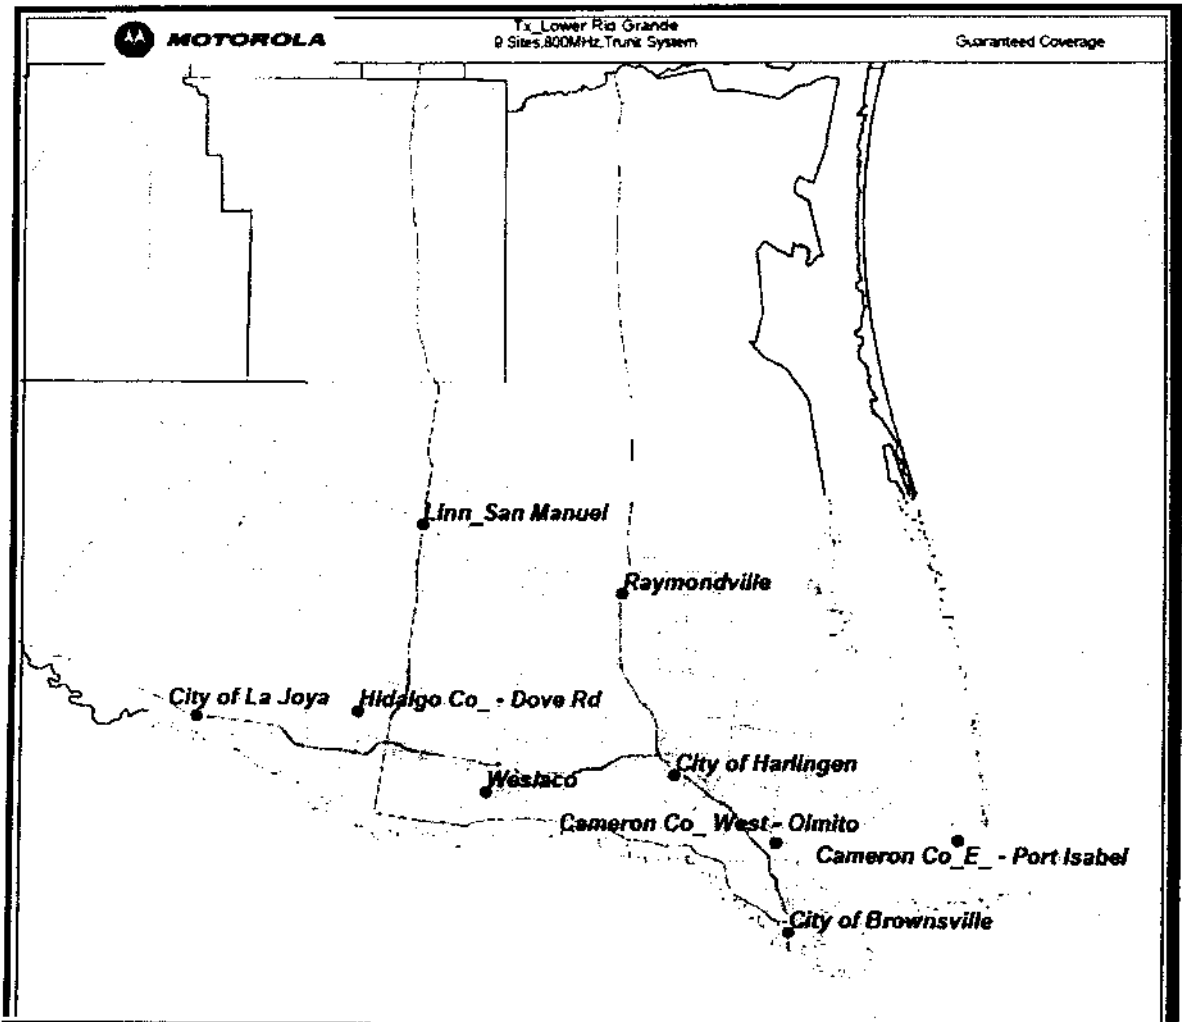 MOTOROLA
Tx_Lower Rio Grande
9 Sites,800MHz,Trunk System
Guaranteed Coverage
Linn_San Manuel
Raymondville
City of La Joya
Hidalgo Co_ - Dove Rd
City of Harlingen
Weslaco
Cameron Co_ West - Olmito
Cameron Co_E_ - Port Isabel
City of Brownsville